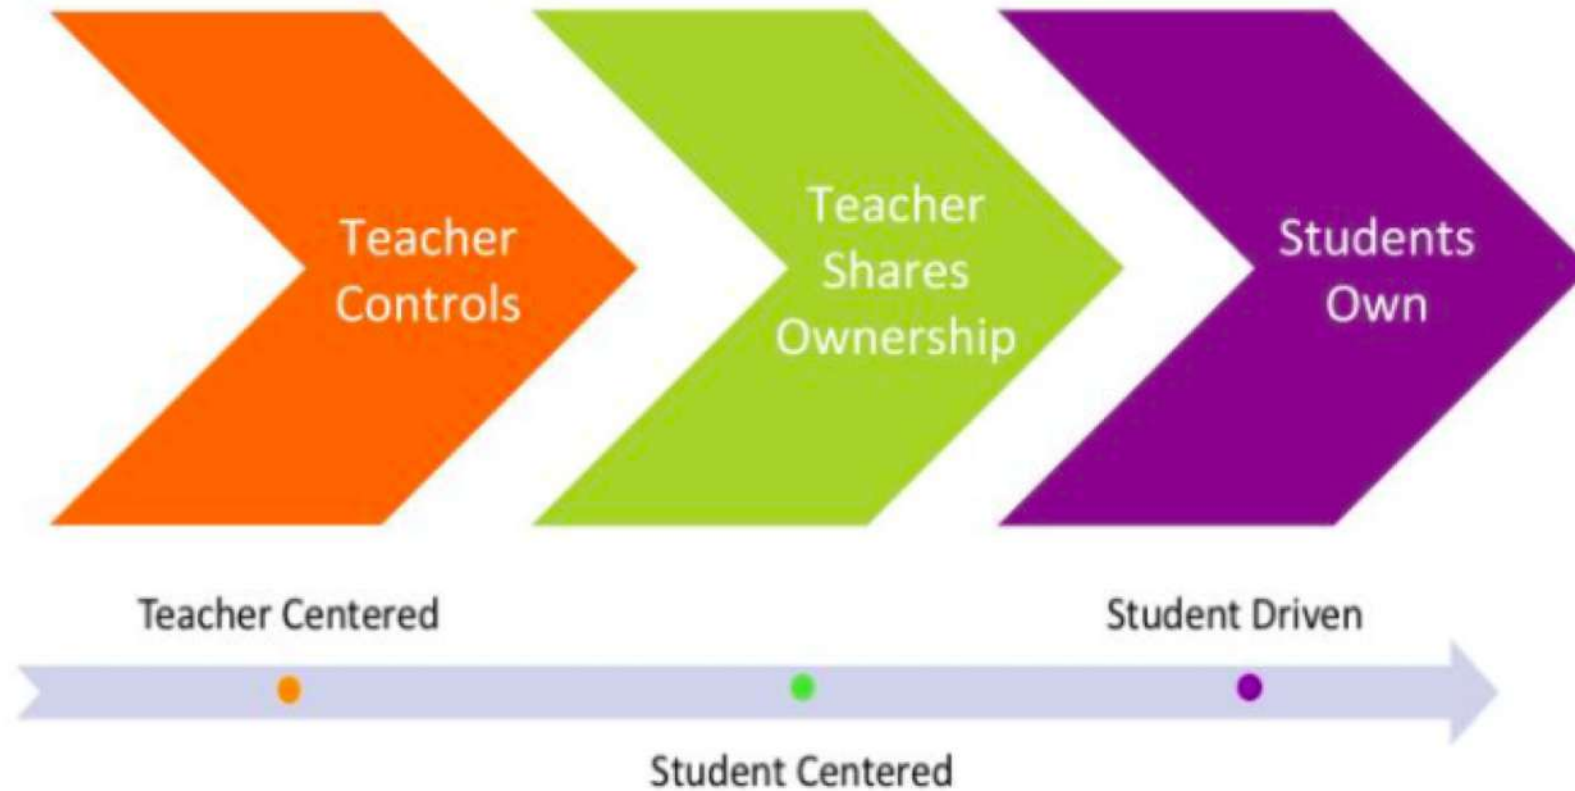 Teacher
Controls
Teacher
Shares
Ownership
Students
Own
Teacher Centered
Student Driven
Student Centered